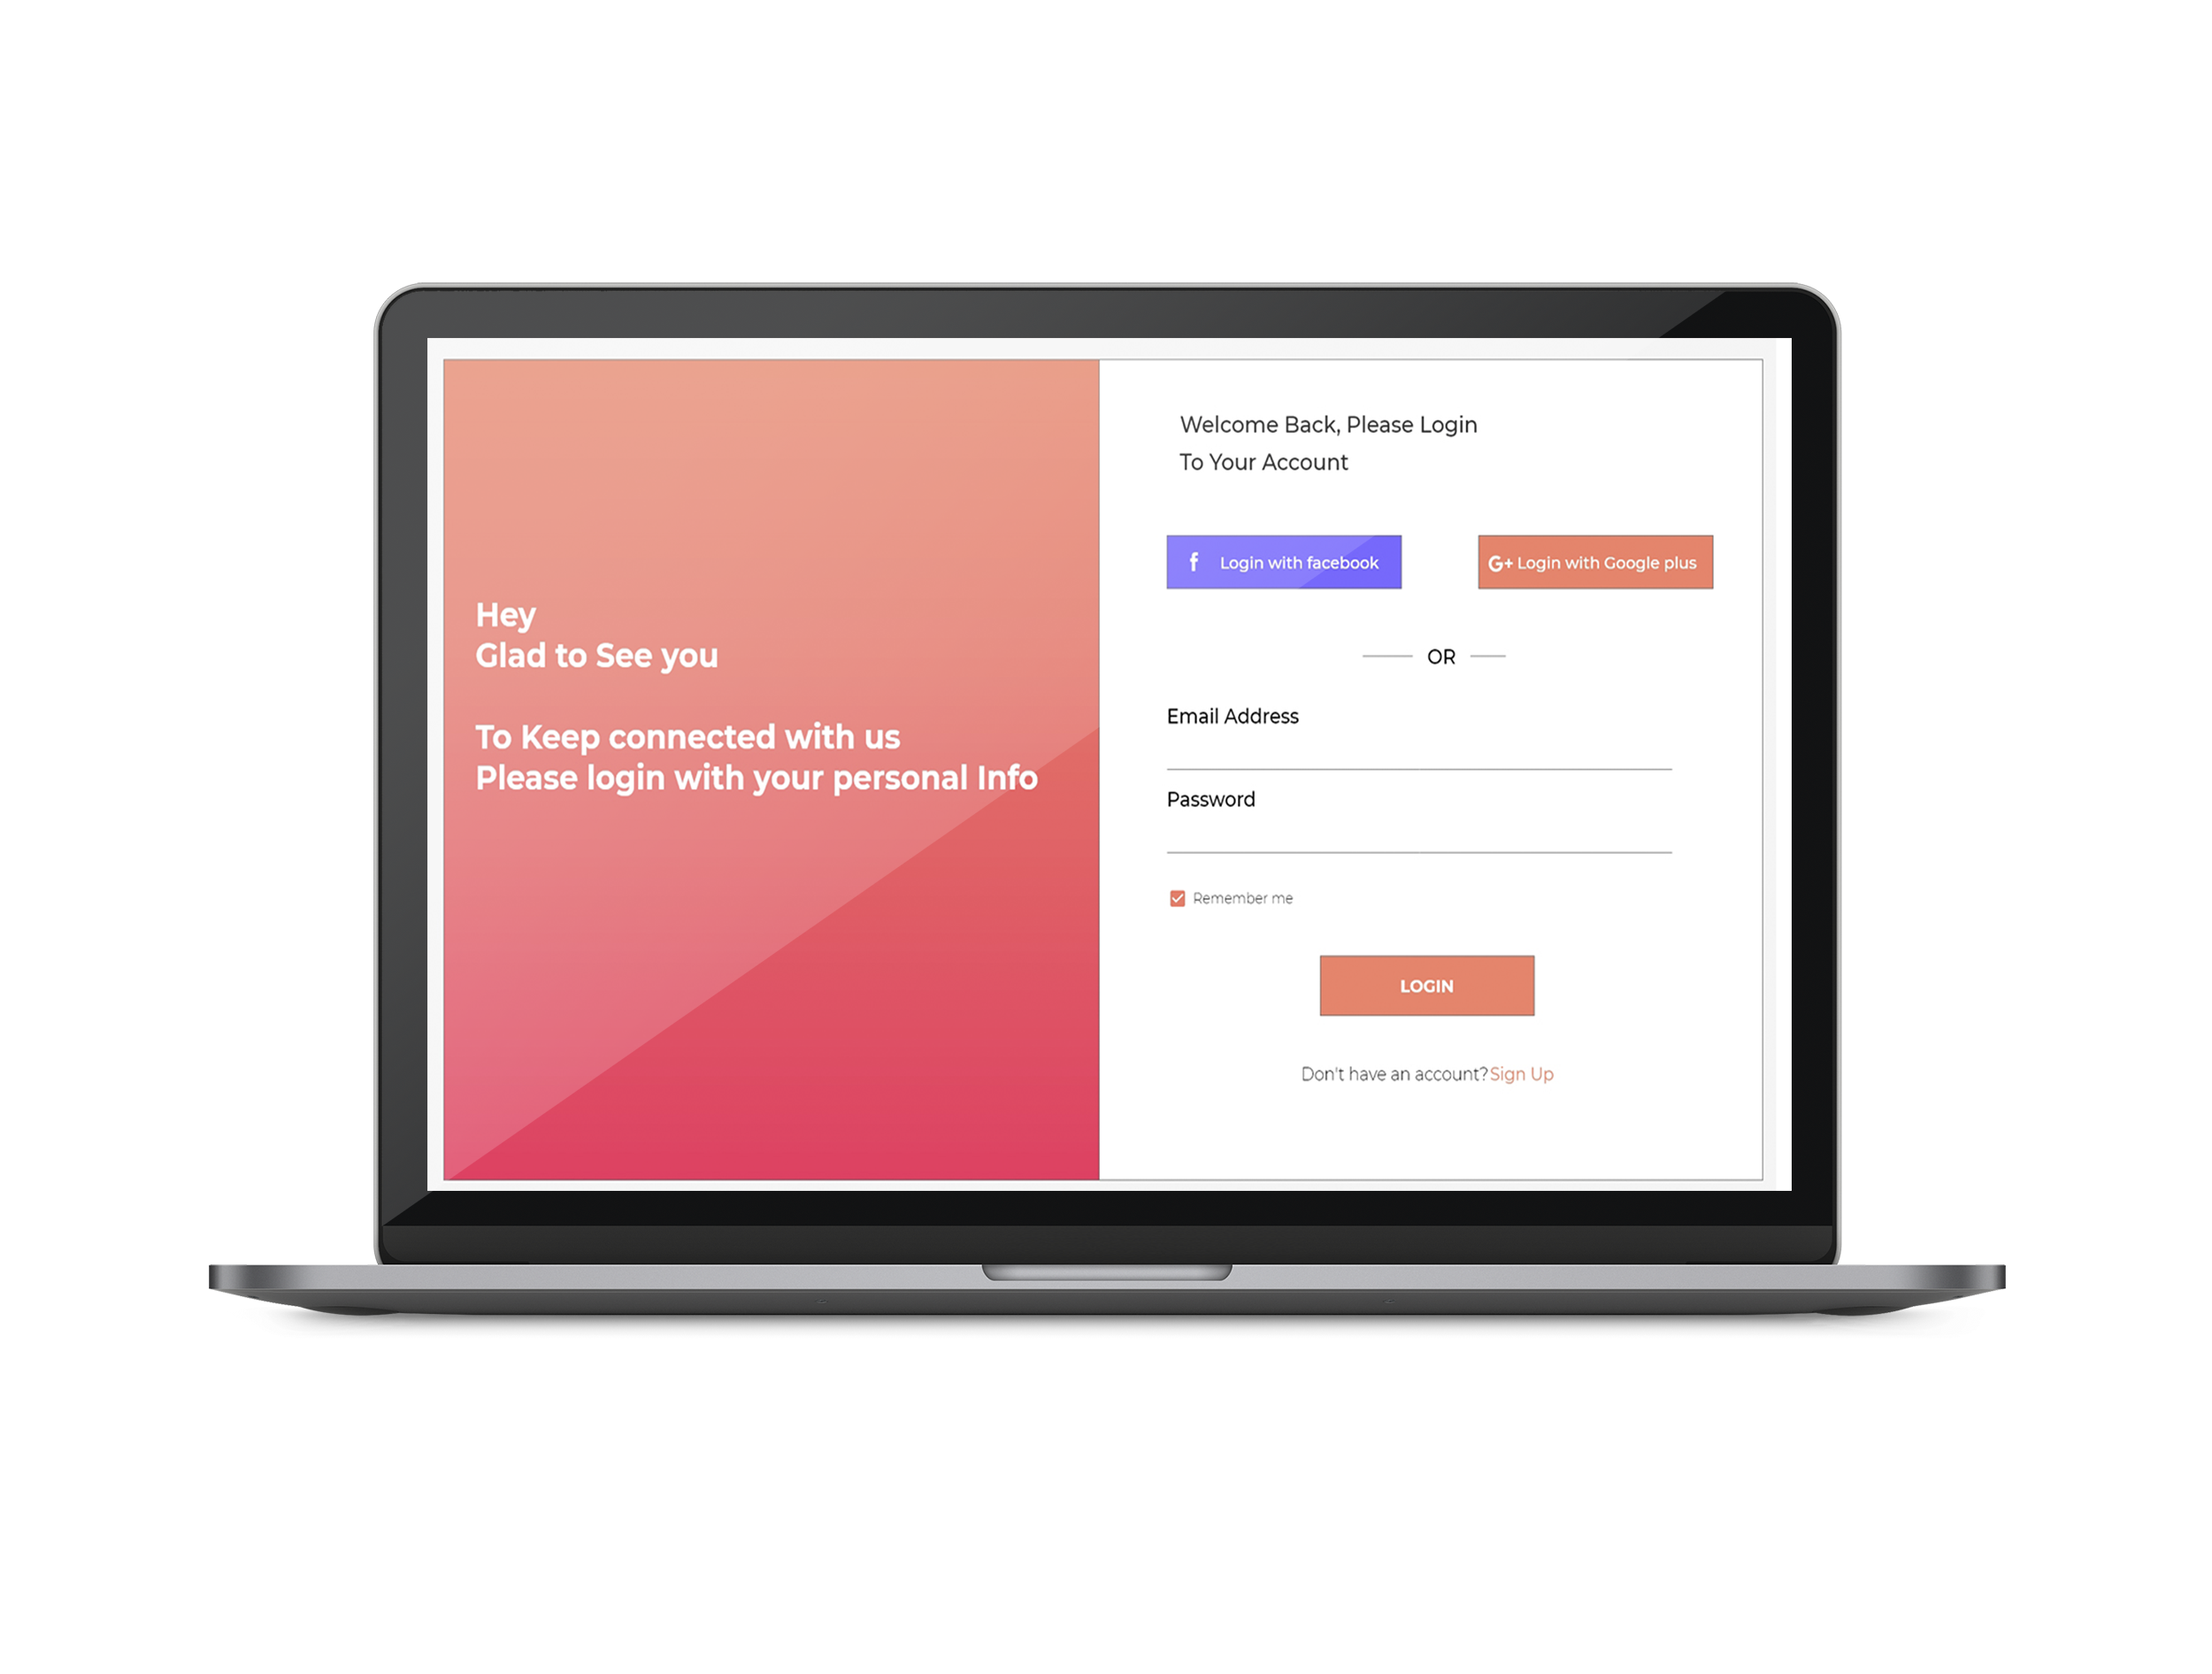 Hey
Glad to See you
To Keep connected with us
Please login with your personal Info
Welcome Back, Please Login
To Your Account
f Login with facebook
G+ Login with Google plus
OR
Email Address
Password
Remember me
LOGIN
Don't have an account? Sign Up